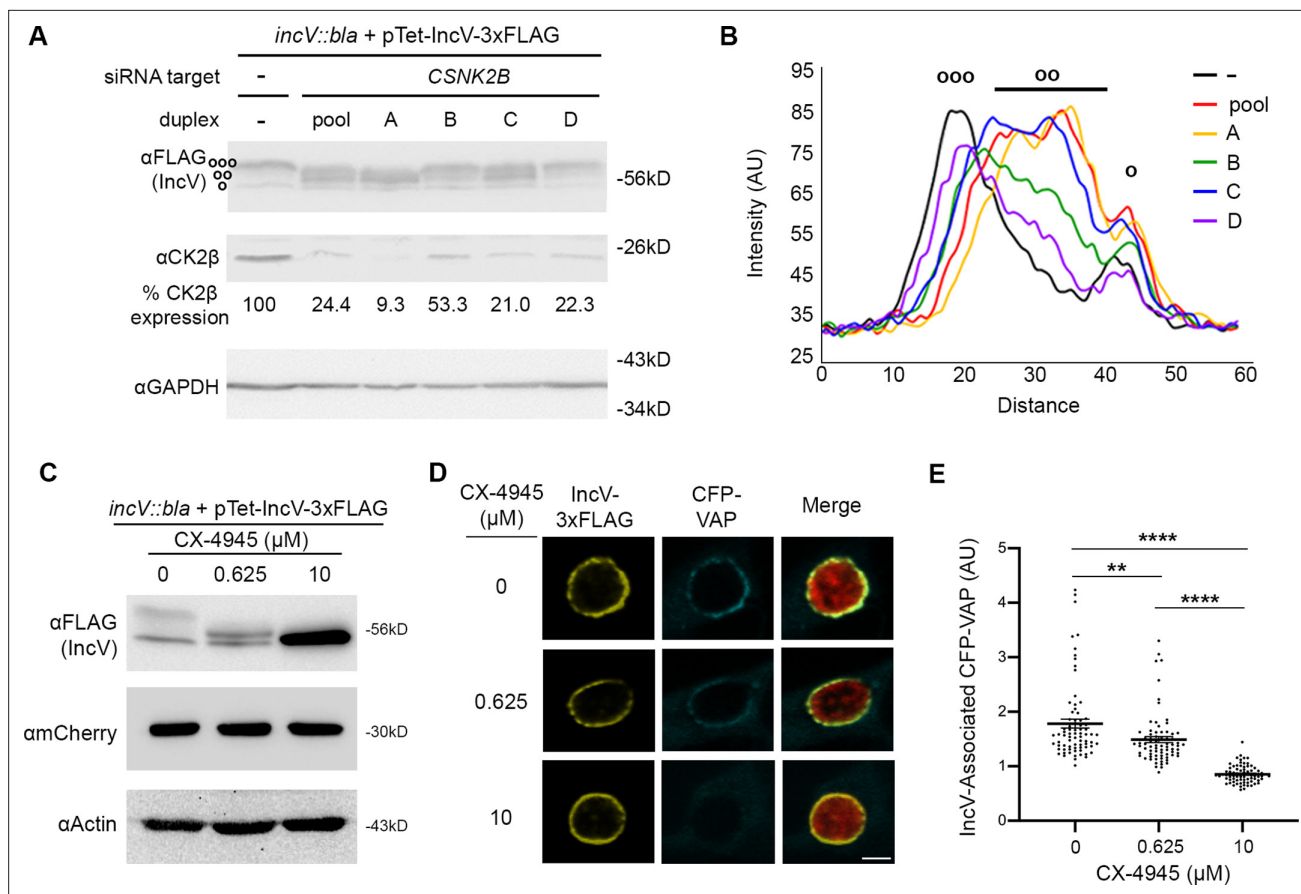 A
incV::bla + pTet-IncV-3xFLAG
siRNA target - CSNK2B
duplex - pool A B C D
αFLAG ooo
oo
(IncV) o
-56kD
-26kD
αCK2β
% CK2β
expression
100 24.4 9.3 53.3 21.0 22.3
-43kD
αGAPDH
-34kD
B
95
85
75
65
55
45
35
25
Intensity (AU)
ooo oo o
0 10 20 30 40 50 60
Distance
-
pool
A
B
C
D
C
incV::bla + pTet-IncV-3xFLAG
CX-4945 (μM)
0 0.625 10
αFLAG
(IncV)
-56kD
αmCherry
-30kD
αActin
-43kD
D
CX-4945
(μM)
IncV-
3xFLAG
CFP-
VAP
Merge
0
0.625
10
E
IncV-Associated CFP-VAP (AU)
5
4
3
2
1
0
****
**
****
0 0.625 10
CX-4945 (μM)